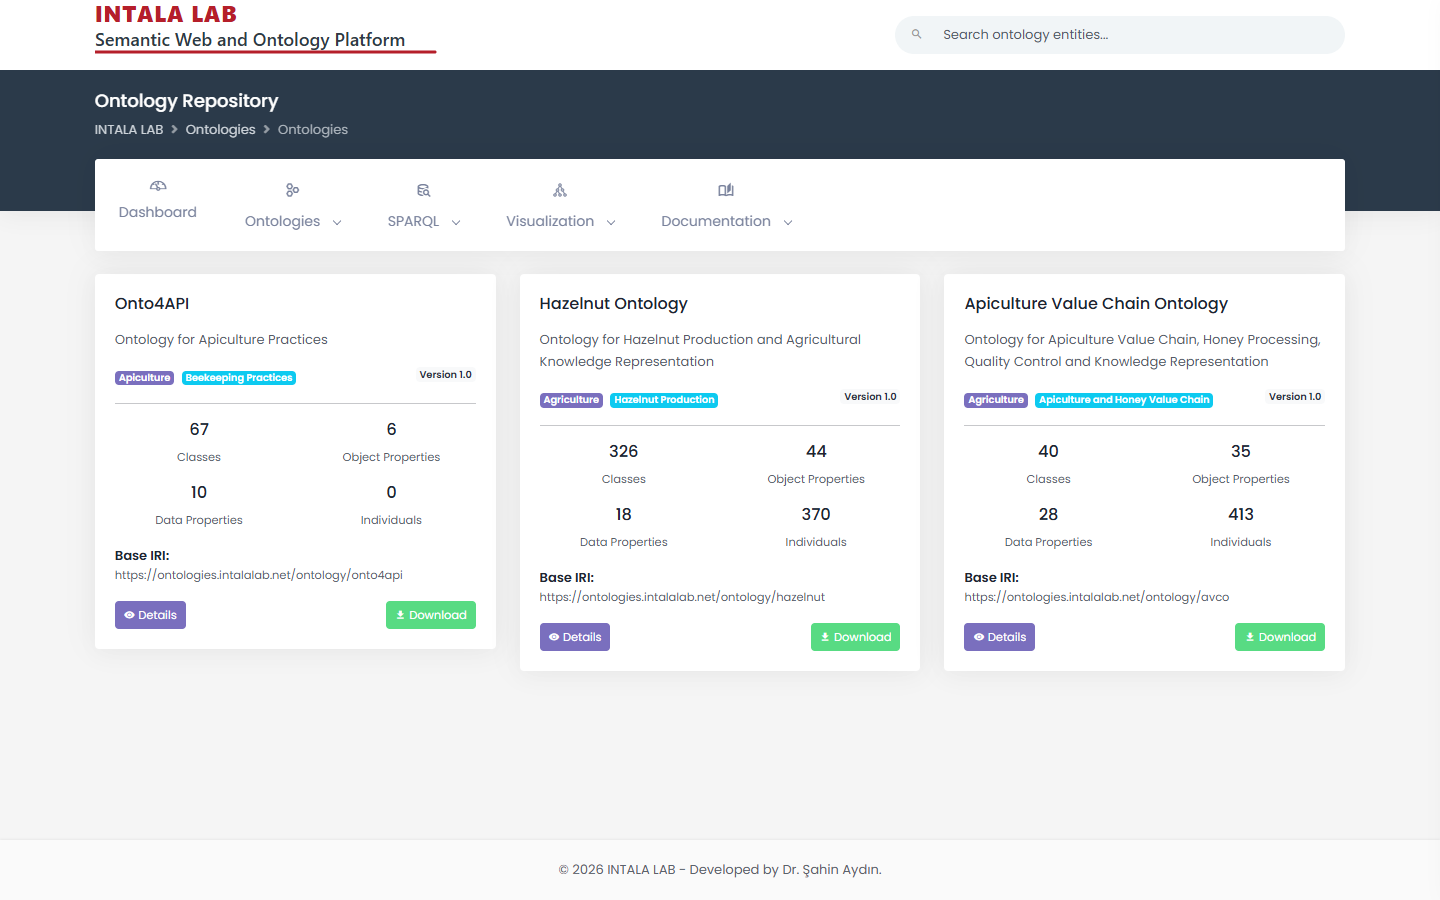 INTALA LAB
Semantic Web and Ontology Platform
Search ontology entities...
Ontology Repository
INTALA LAB > Ontologies > Ontologies
Dashboard
Ontologies
SPARQL
Visualization
Documentation
Onto4API
Ontology for Apiculture Practices
Apiculture Beekeeping Practices Version 1.0
67 6
Classes Object Properties
10 0
Data Properties Individuals
Base IRI:
https://ontologies.intalalab.net/ontology/onto4api
Details Download
Hazelnut Ontology
Ontology for Hazelnut Production and Agricultural
Knowledge Representation
Agriculture Hazelnut Production Version 1.0
326 44
Classes Object Properties
18 370
Data Properties Individuals
Base IRI:
https://ontologies.intalalab.net/ontology/hazelnut
Details Download
Apiculture Value Chain Ontology
Ontology for Apiculture Value Chain, Honey Processing,
Quality Control and Knowledge Representation
Agriculture Apiculture and Honey Value Chain Version 1.0
40 35
Classes Object Properties
28 413
Data Properties Individuals
Base IRI:
https://ontologies.intalalab.net/ontology/avco
Details Download
© 2026 INTALA LAB - Developed by Dr. Şahin Aydın.